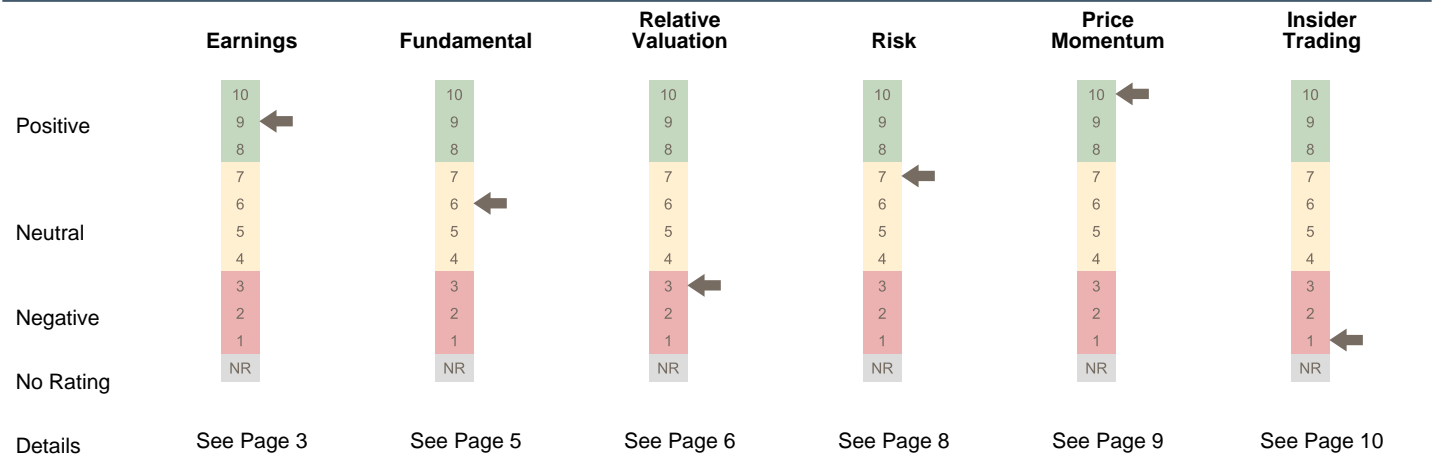 Earnings Fundamental Relative Valuation Risk Price Momentum Insider Trading
10 10 10 10 10 10
Positive 9 9 9 9 9 9
8 8 8 8 8 8
7 7 7 7 7 7
6 6 6 6 6 6
Neutral 5 5 5 5 5 5
4 4 4 4 4 4
3 3 3 3 3 3
Negative 2 2 2 2 2 2
1 1 1 1 1 1
No Rating NR NR NR NR NR NR
Details See Page 3 See Page 5 See Page 6 See Page 8 See Page 9 See Page 10